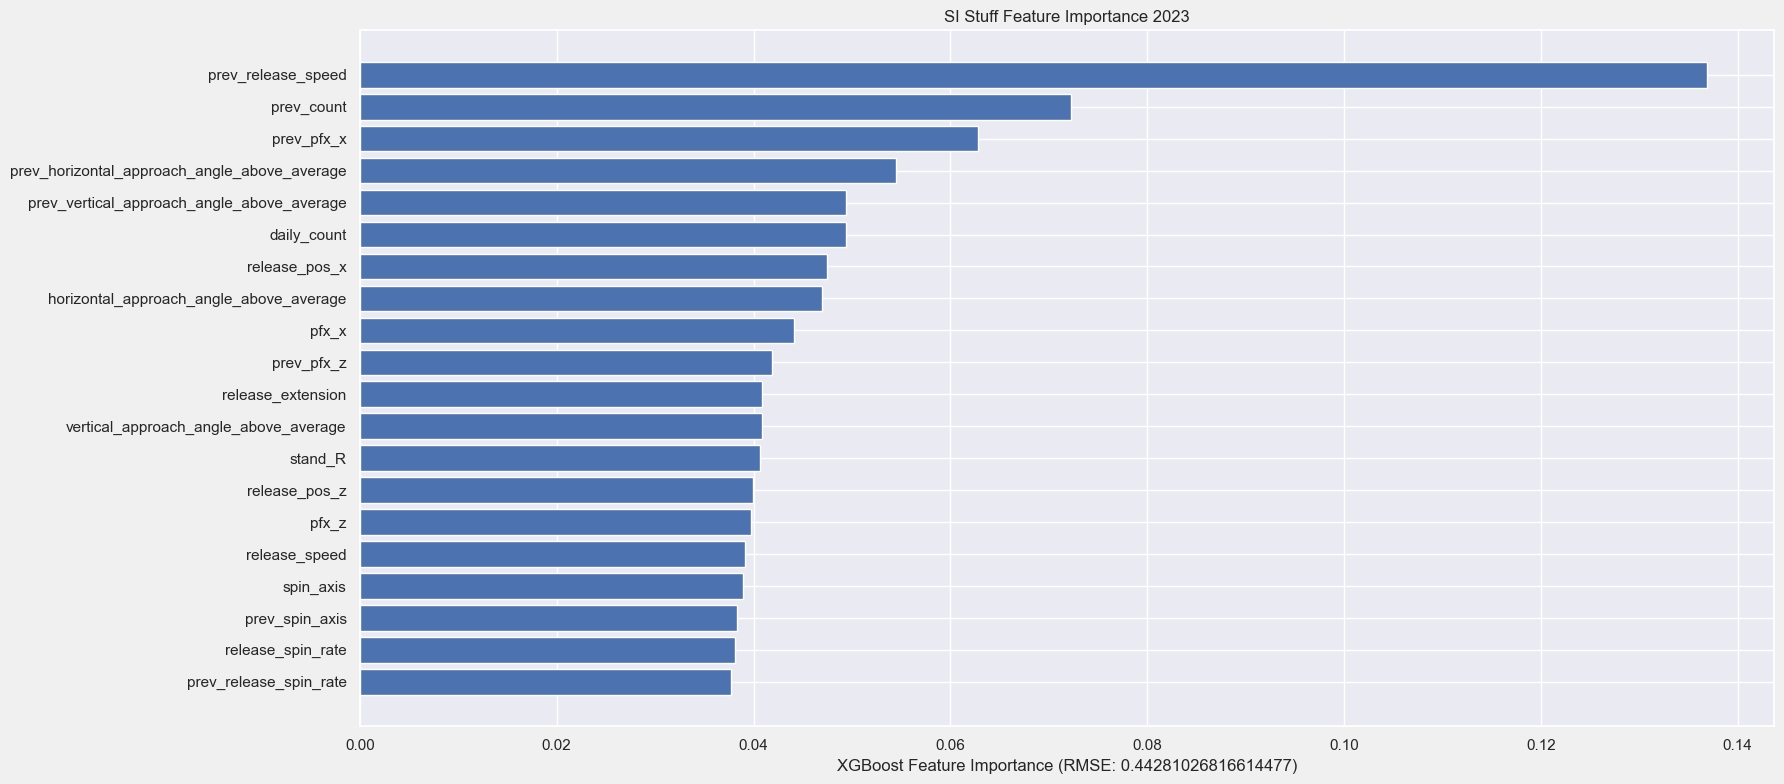 SI Stuff Feature Importance 2023
prev_release_speed
prev_count
prev_pfx_x
prev_horizontal_approach_angle_above_average
prev_vertical_approach_angle_above_average
daily_count
release_pos_x
horizontal_approach_angle_above_average
pfx_x
prev_pfx_z
release_extension
vertical_approach_angle_above_average
stand_R
release_pos_z
pfx_z
release_speed
spin_axis
prev_spin_axis
release_spin_rate
prev_release_spin_rate
0.00 0.02 0.04 0.06 0.08 0.10 0.12 0.14
XGBoost Feature Importance (RMSE: 0.44281026816614477)